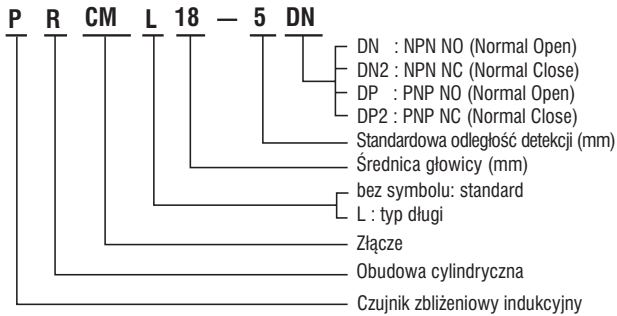 P R CM L 18 — 5 DN
DN : NPN NO (Normal Open)
DN2 : NPN NC (Normal Close)
DP : PNP NO (Normal Open)
DP2 : PNP NC (Normal Close)
Standardowa odległość detekcji (mm)
Średnica głowicy (mm)
bez symbolu: standard
L : typ długi
Złącze
Obudowa cylindryczna
Czujnik zbliżeniowy indukcyjny